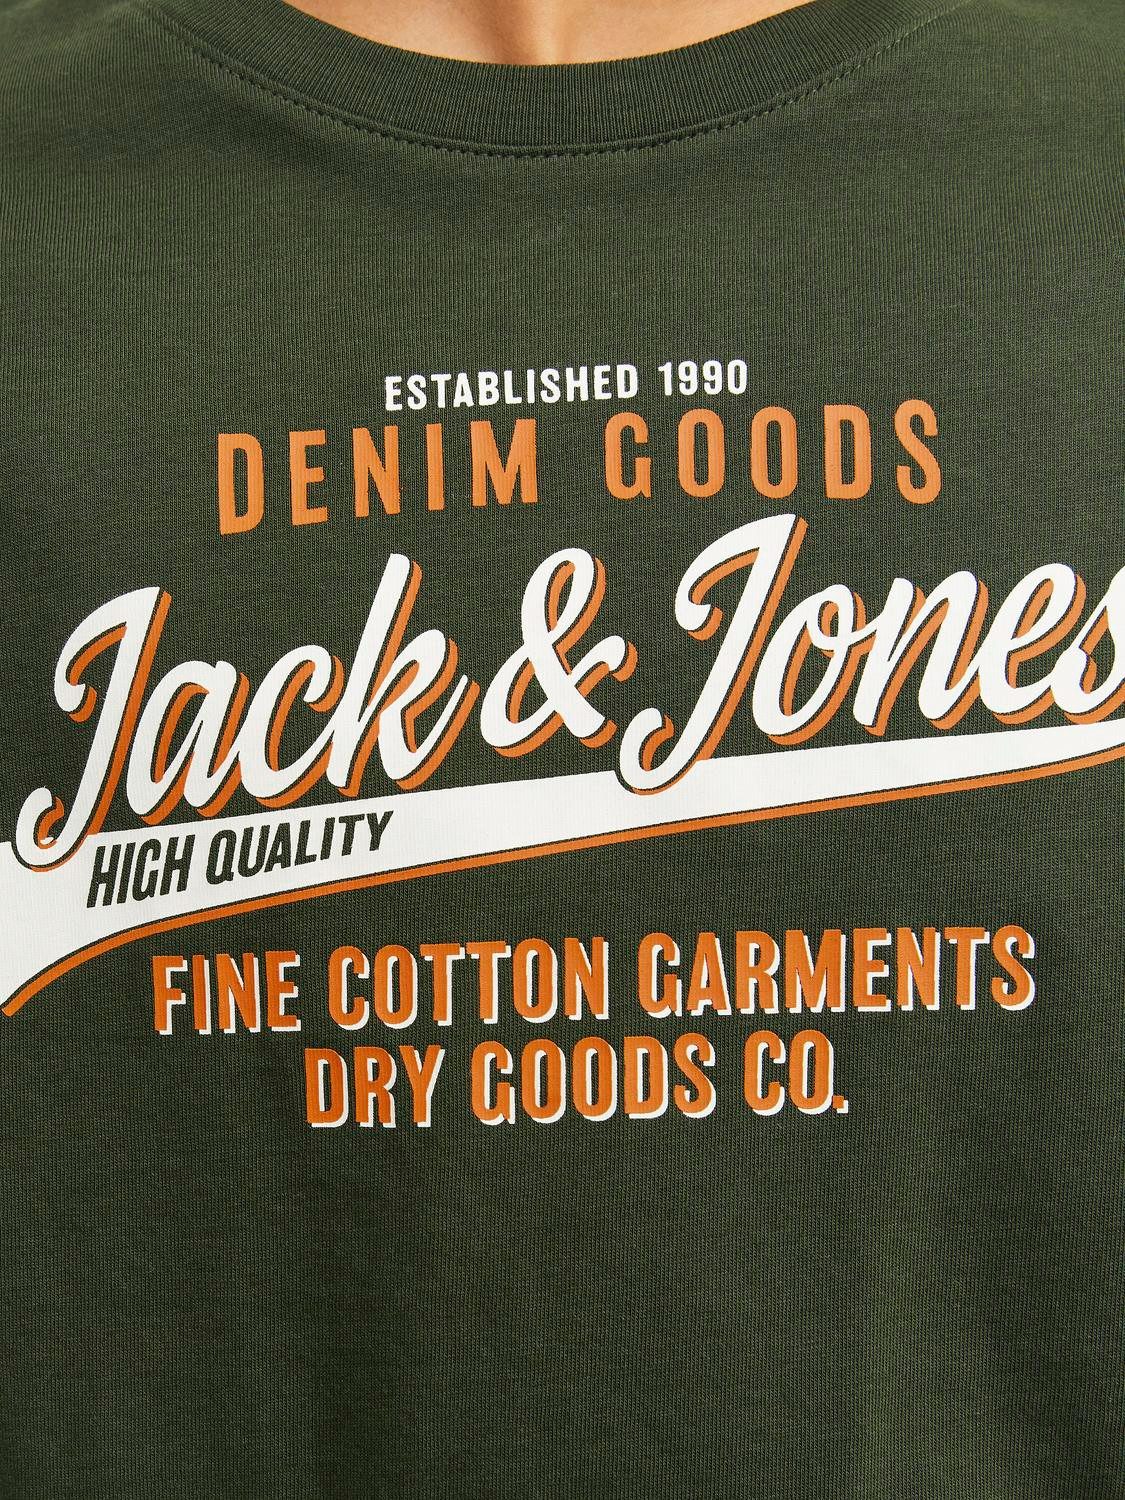 ESTABLISHED 1990
DENIM GOODS
Jack & Jones
HIGH QUALITY
FINE COTTON GARMENTS
DRY GOODS CO.